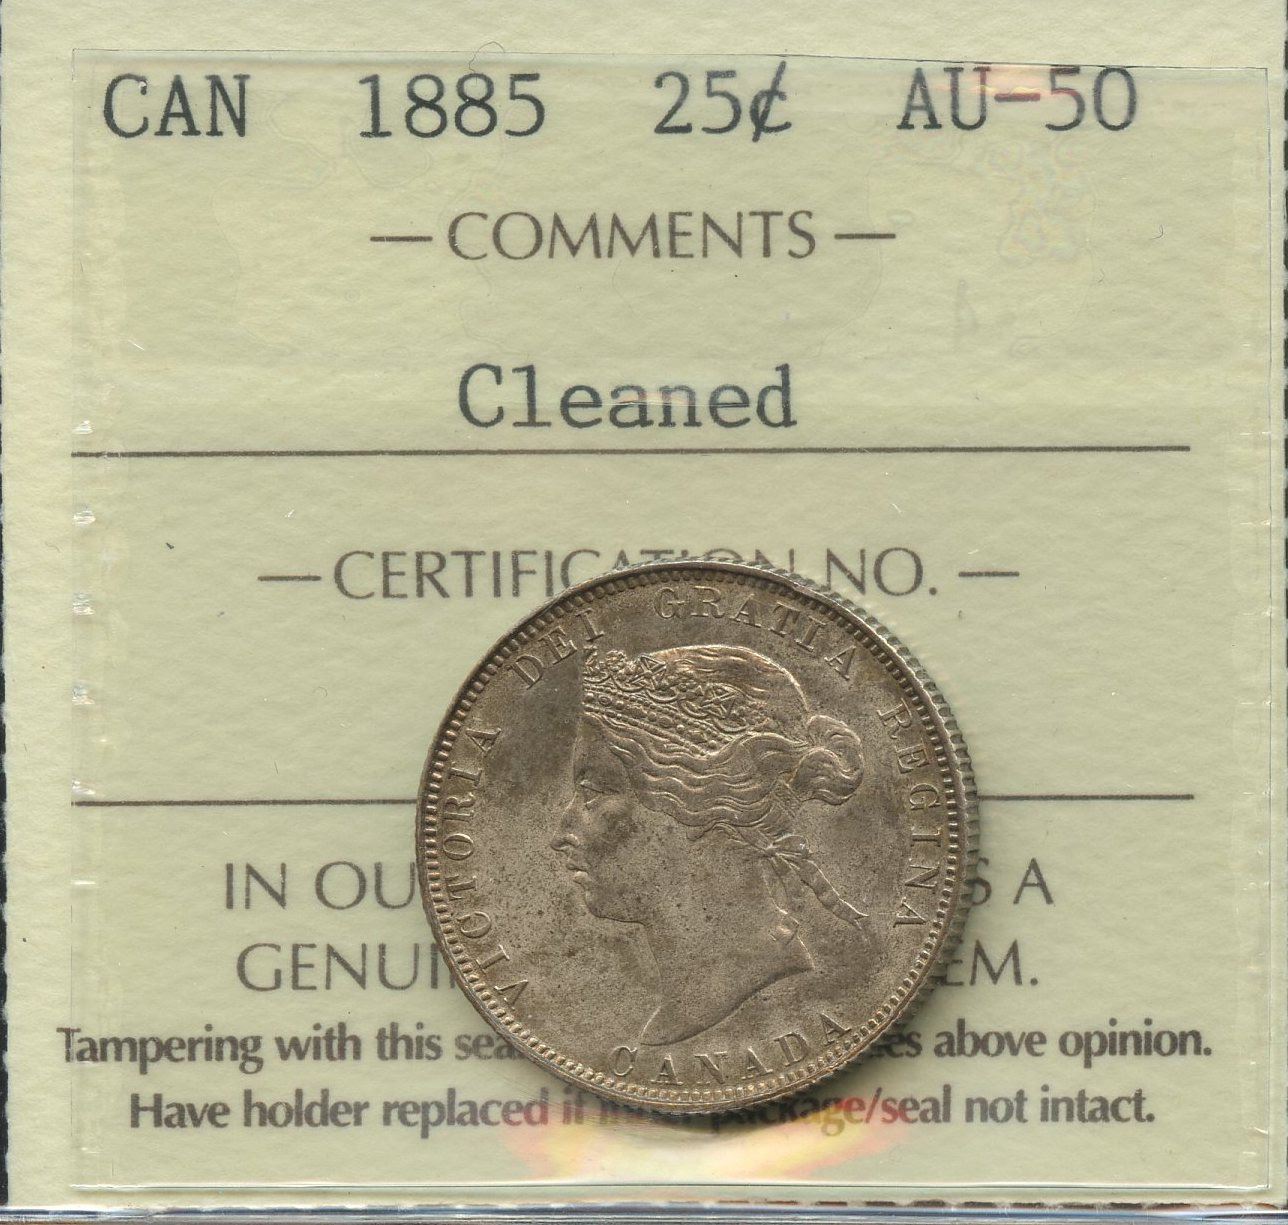 CAN 1885 25¢ AU-50
— COMMENTS —
Cleaned
— CERTIFICATION NO. —
VICTORIA DEI GRATIA REGINA
CANADA
IN OU S A
GENUI EM.
Tampering with this sea es above opinion.
Have holder replaced if inner package/seal not intact.